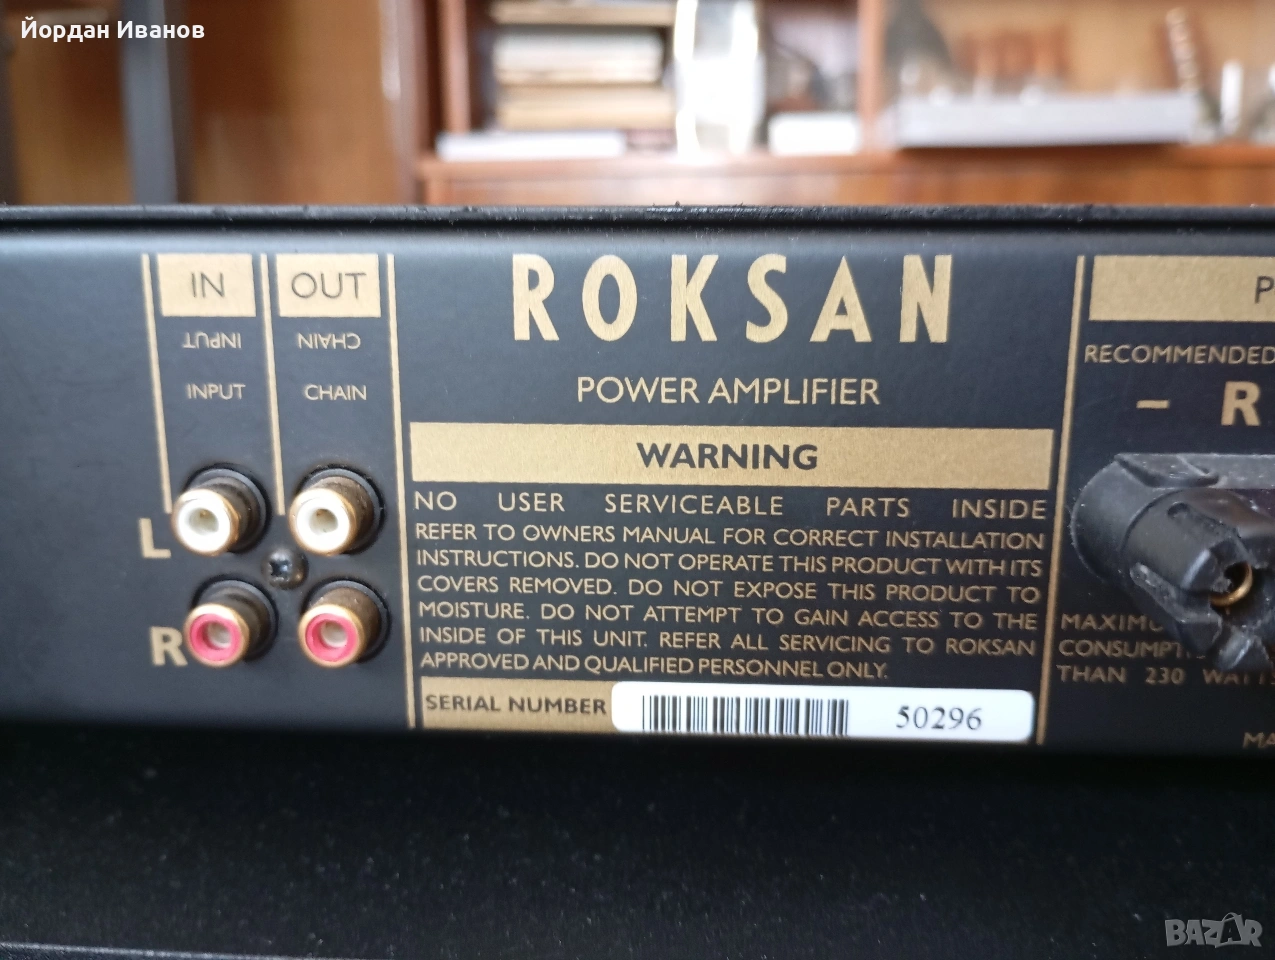 Йордан Иванов
IN OUT
INPUT CHAIN
INPUT CHAIN
L
R
ROKSAN
POWER AMPLIFIER
WARNING
NO USER SERVICEABLE PARTS INSIDE
REFER TO OWNERS MANUAL FOR CORRECT INSTALLATION
INSTRUCTIONS. DO NOT OPERATE THIS PRODUCT WITH ITS
COVERS REMOVED. DO NOT EXPOSE THIS PRODUCT TO
MOISTURE. DO NOT ATTEMPT TO GAIN ACCESS TO THE
INSIDE OF THIS UNIT. REFER ALL SERVICING TO ROKSAN
APPROVED AND QUALIFIED PERSONNEL ONLY.
SERIAL NUMBER 50296
P
RECOMMENDED
– R
THAN 230 WATTS
BAZAR